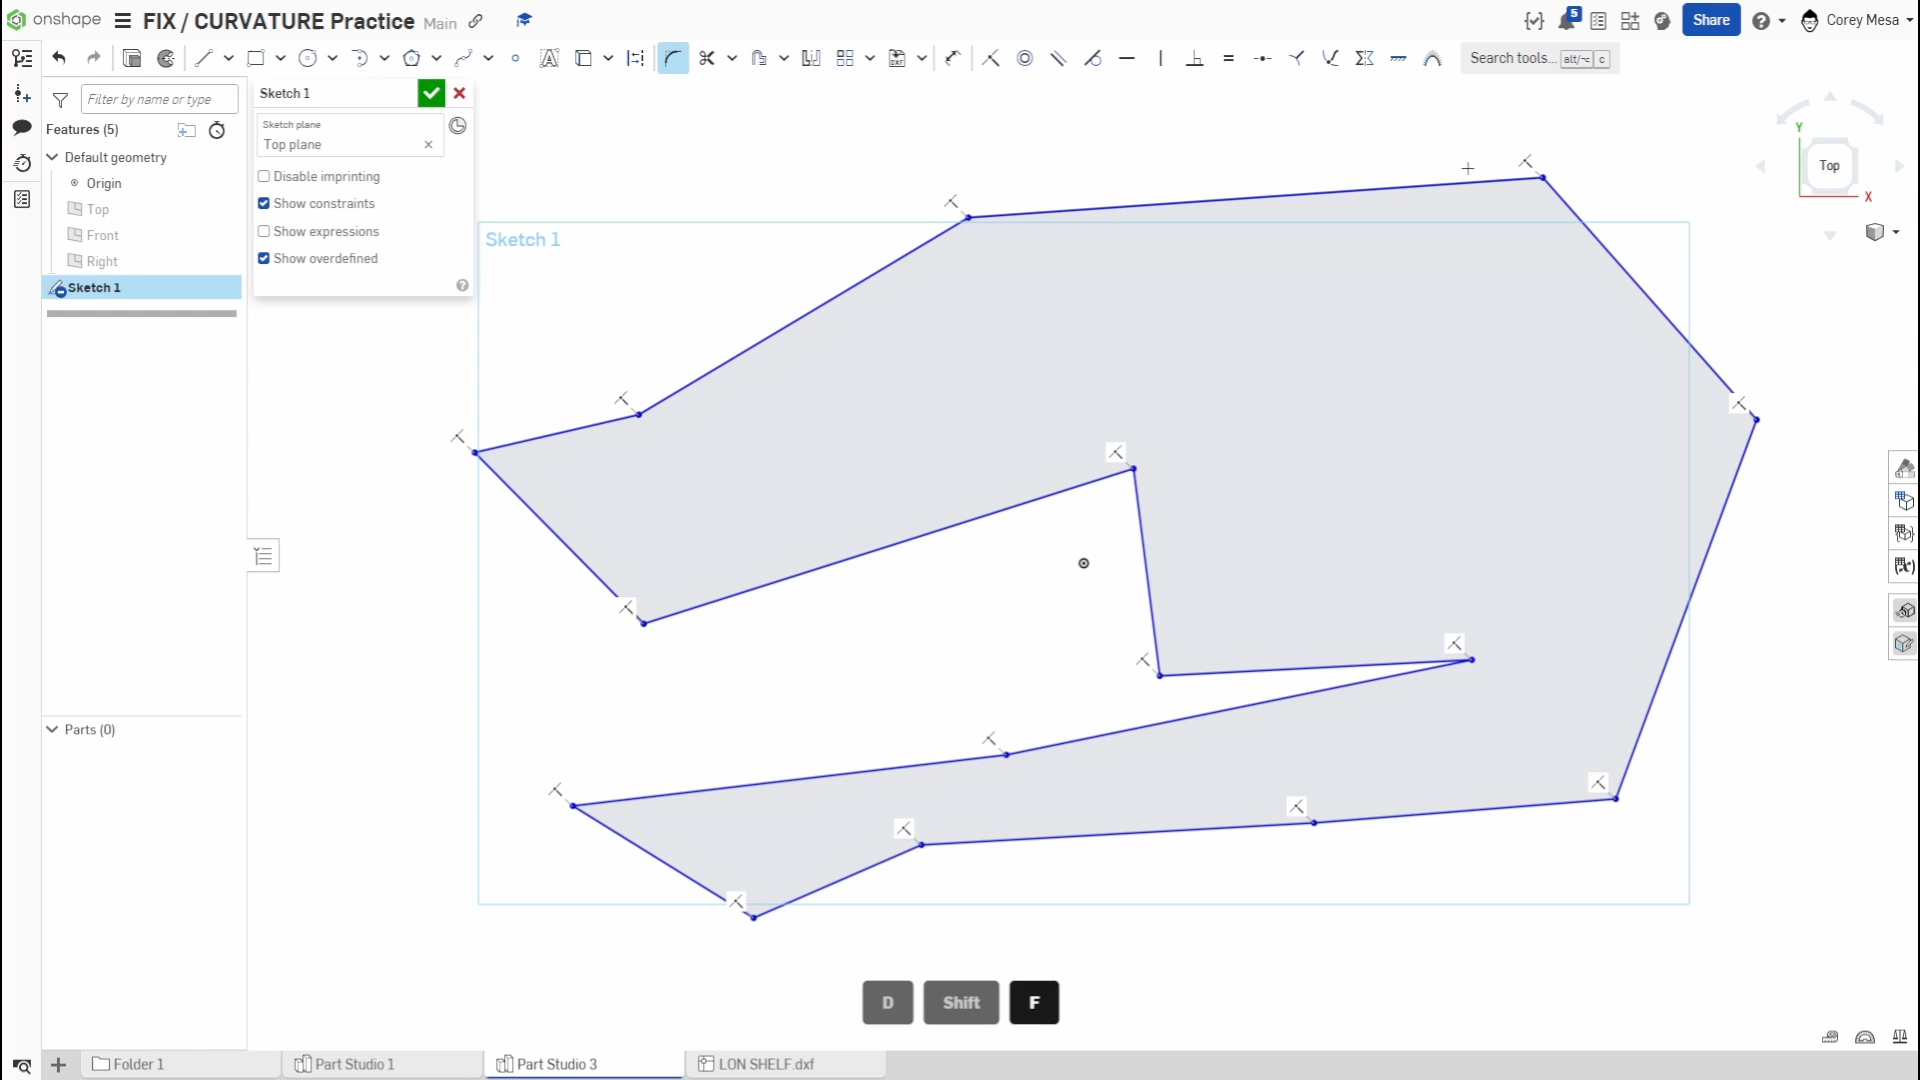 onshape FIX / CURVATURE Practice Main 5 Share Corey Mesa
Search tools... alt/⌥ c
Filter by name or type
Features (5)
Default geometry
Origin
Top
Front
Right
Sketch 1
Parts (0)
Sketch 1
Sketch plane
Top plane
Disable imprinting
Show constraints
Show expressions
Show overdefined
Sketch 1
Y
Top
X
D Shift F
Folder 1 Part Studio 1 Part Studio 3 LON SHELF.dxf